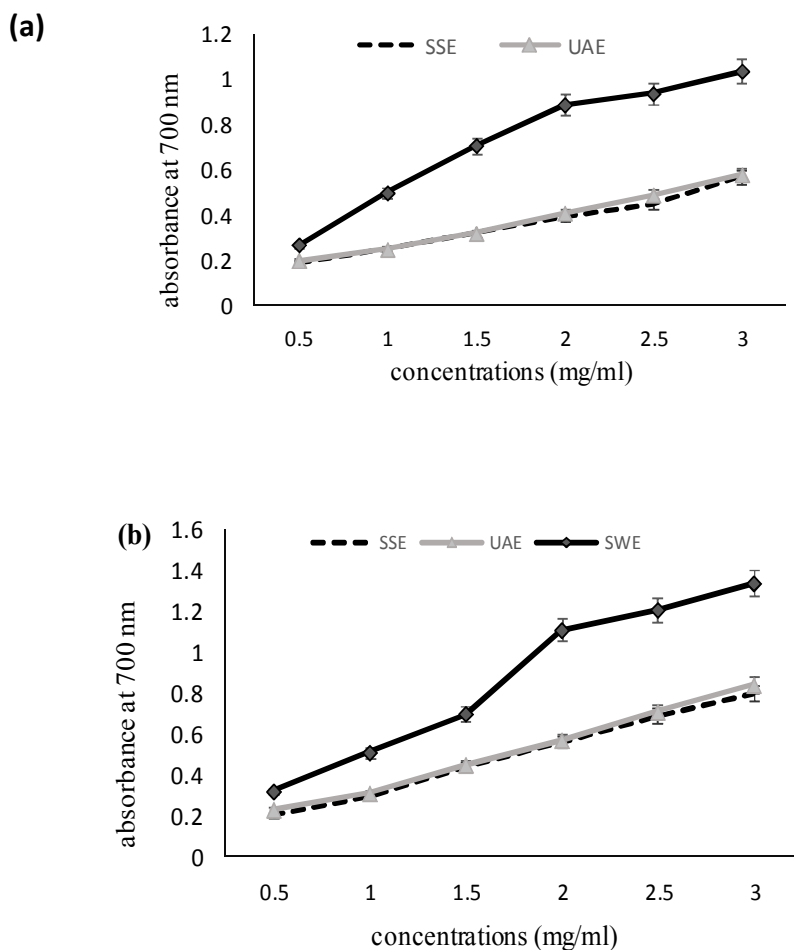 (a)
SSE UAE
1.2
1
0.8
0.6
0.4
0.2
0
absorbance at 700 nm
0.5 1 1.5 2 2.5 3
concentrations (mg/ml)
(b)
SSE UAE SWE
1.6
1.4
1.2
1
0.8
0.6
0.4
0.2
0
absorbance at 700 nm
0.5 1 1.5 2 2.5 3
concentrations (mg/ml)